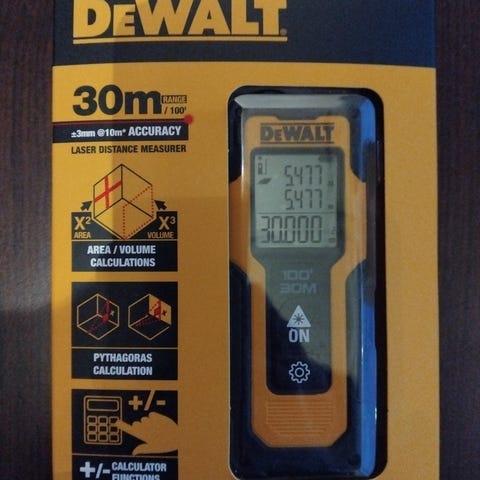 DEWALT
30m RANGE / 100'
±3mm @10m* ACCURACY
LASER DISTANCE MEASURER
X² AREA
X³ VOLUME
AREA / VOLUME
CALCULATIONS
PYTHAGORAS
CALCULATION
+/-
+/- CALCULATOR
FUNCTIONS
DEWALT
5.477
5.477
30.000
100'
30M
ON